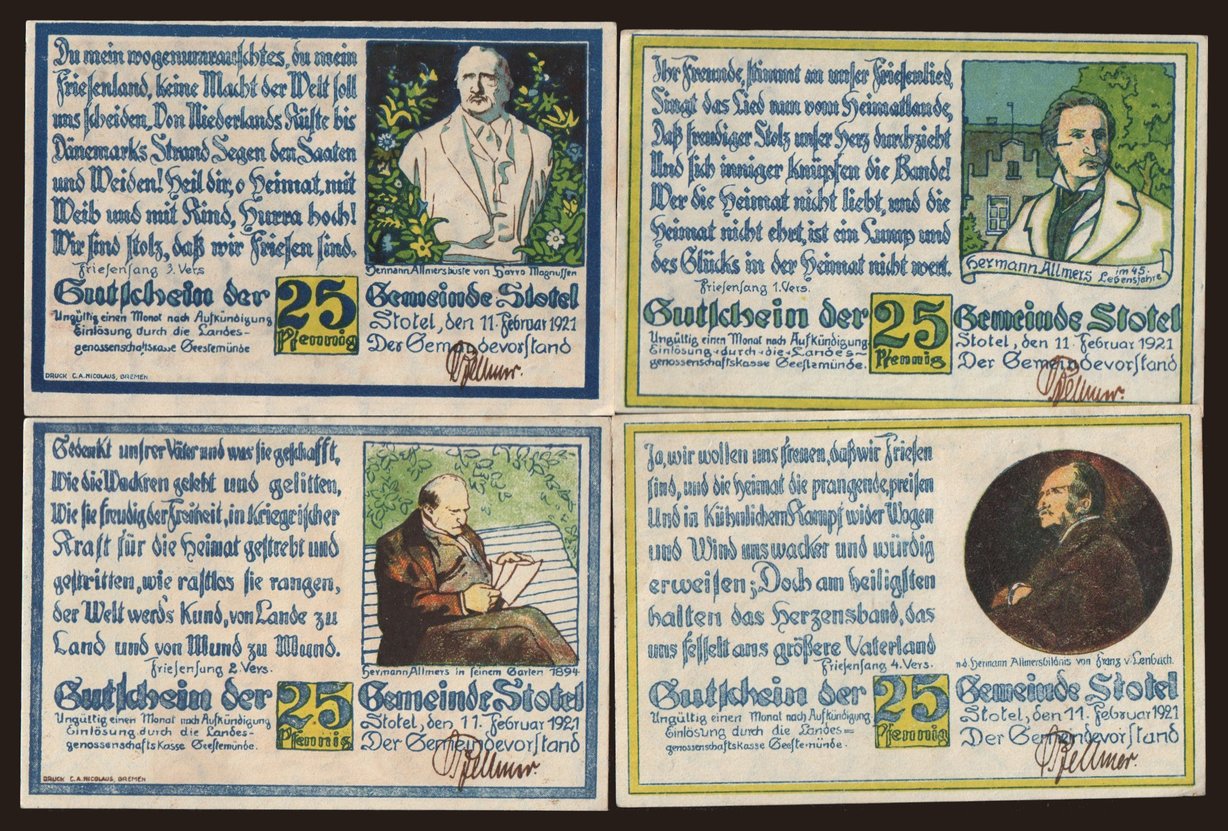 Du mein wogenumrauschtes, du mein
Friesenland, keine Macht der Welt soll
uns scheiden, Von Niederlands Küste bis
Dänemarks Strand Segen den Saaten
und Weiden! Heil dir, o Heimat, mit
Weib und mit Kind, Hurra hoch!
Wir sind stolz, daß wir Friesen sind.
Friesensang 3. Vers
Hermann Allmersbüste von Harro Magnussen
Gutschein der 25 Gemeinde Stotel
Pfennig
Ungültig einen Monat nach Aufkündigung
Einlösung durch die Landes-
genossenschaftskasse Geestemünde
Stotel, den 11. Februar 1921
Der Gemeindevorstand
DRUCK C.A. NICOLAUS, BREMEN
Ihr Freunde, stimmt an unser Friesenlied,
Singt das Lied nun vom Heimatlande,
Daß freudiger Stolz unser Herz durchzieht
Und sich inniger knüpfen die Bande!
Wer die Heimat nicht liebt, und die
Heimat nicht ehrt, ist ein Lump und
des Glücks in der Heimat nicht wert.
Friesensang 1. Vers.
Hermann Allmers im 45.
Lebensjahre
Gutschein der 25 Gemeinde Stotel
Pfennig
Ungültig einen Monat nach Aufkündigung.
Einlösung durch die Landes-
genossenschaftskasse Geestemünde.
Stotel, den 11. Februar 1921
Der Gemeindevorstand
Gedenkt unsrer Väter und was sie geschafft,
Wie die Wackren gelebt und gelitten,
Wie sie freudig der Freiheit, in kriegrischer
Kraft für die Heimat gestrebt und
gestritten, wie rastlos sie rangen,
der Welt werd's kund, von Lande zu
Land und von Mund zu Mund.
Friesensung 2. Vers.
Hermann Allmers in seinem Garten 1894
Gutschein der 25 Gemeinde Stotel
Pfennig
Ungültig einen Monat nach Aufkündigung
Einlösung durch die Landes-
genossenschaftskasse Geestemünde.
Stotel, den 11. Februar 1921
Der Gemeindevorstand
DRUCK C.A. NICOLAUS, BREMEN
Ja, wir wollen uns freuen, daß wir Friesen
sind, und die Heimat die prangende, preisen
Und in kühnlichem Kampf wider Wogen
und Wind uns wacker und würdig
erweisen; Doch am heiligsten
halten das Herzensband, das
uns fesselt ans größere Vaterland
Friesensang 4. Vers.
n.d. Hermann Allmersbildnis von Franz v. Lenbach.
Gutschein der 25 Gemeinde Stotel
Pfennig
Ungültig einen Monat nach Aufkündigung
Einlösung durch die Landes=
genossenschaftskasse Geestemünde.
Stotel, den 11. Februar 1921
Der Gemeindevorstand